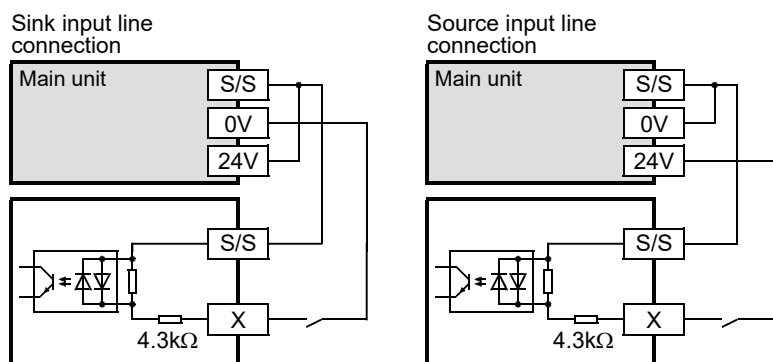 Sink input line
connection
Main unit
S/S
0V
24V
S/S
X
4.3kΩ
Source input line
connection
Main unit
S/S
0V
24V
S/S
X
4.3kΩ